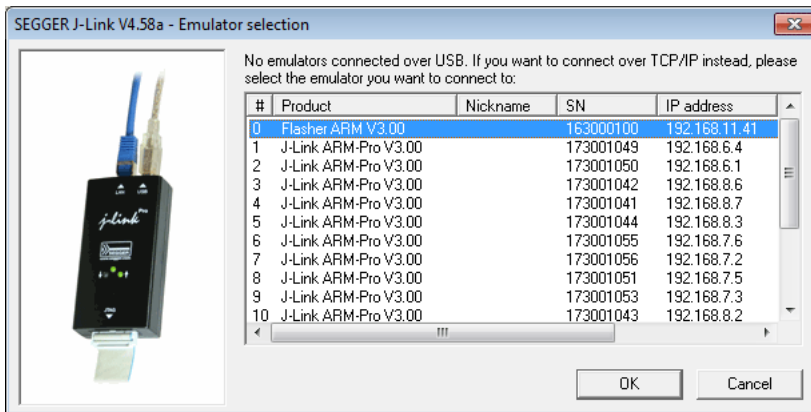 SEGGER J-Link V4.58a - Emulator selection
No emulators connected over USB. If you want to connect over TCP/IP instead, please
select the emulator you want to connect to:
# Product Nickname SN IP address
0 Flasher ARM V3.00 163000100 192.168.11.41
1 J-Link ARM-Pro V3.00 173001049 192.168.6.4
2 J-Link ARM-Pro V3.00 173001050 192.168.6.1
3 J-Link ARM-Pro V3.00 173001042 192.168.8.6
4 J-Link ARM-Pro V3.00 173001041 192.168.8.7
5 J-Link ARM-Pro V3.00 173001044 192.168.8.3
6 J-Link ARM-Pro V3.00 173001055 192.168.7.6
7 J-Link ARM-Pro V3.00 173001056 192.168.7.2
8 J-Link ARM-Pro V3.00 173001051 192.168.7.5
9 J-Link ARM-Pro V3.00 173001053 192.168.7.3
10 J-Link ARM-Pro V3.00 173001043 192.168.8.2
LAN USB
j-link Pro
JTAG
OK Cancel